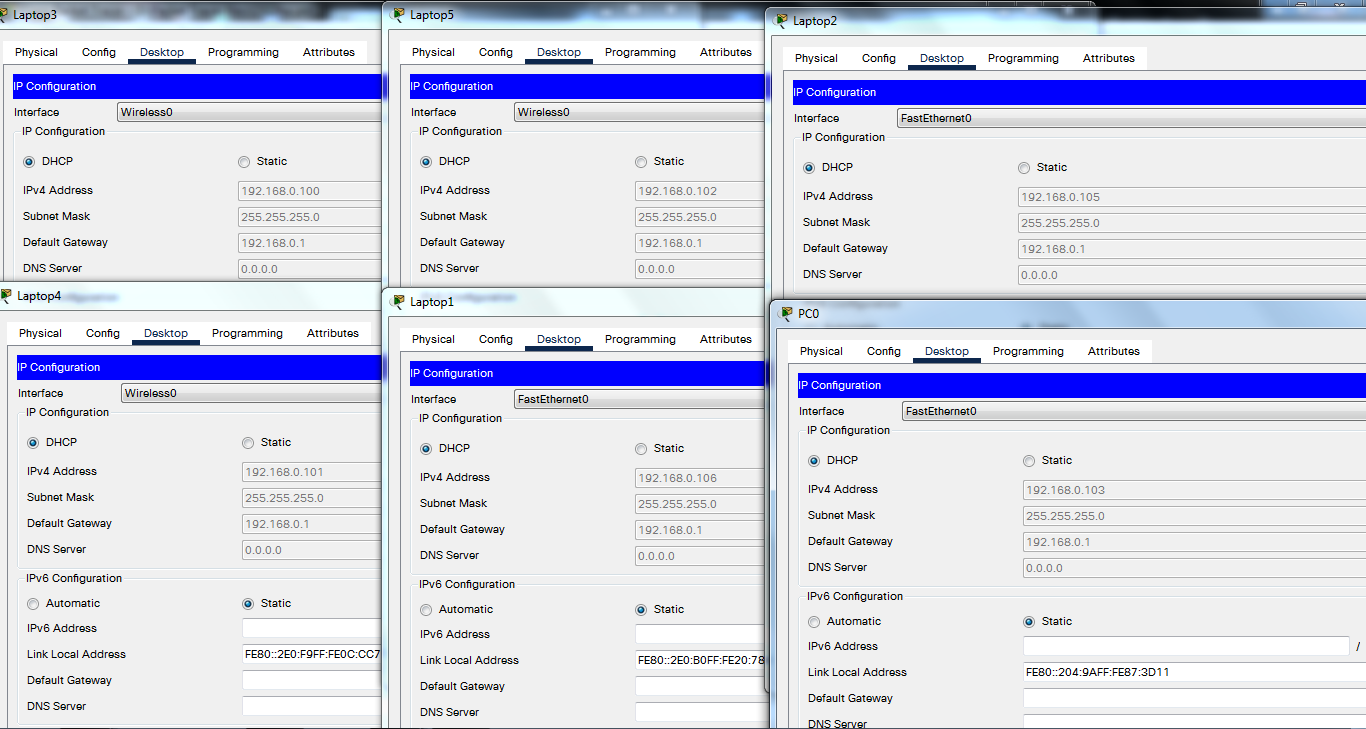 Laptop3
Physical Config Desktop Programming Attributes
IP Configuration
Interface Wireless0
IP Configuration
DHCP Static
IPv4 Address 192.168.0.100
Subnet Mask 255.255.255.0
Default Gateway 192.168.0.1
DNS Server 0.0.0.0
Laptop5
Physical Config Desktop Programming Attributes
IP Configuration
Interface Wireless0
IP Configuration
DHCP Static
IPv4 Address 192.168.0.102
Subnet Mask 255.255.255.0
Default Gateway 192.168.0.1
DNS Server 0.0.0.0
Laptop2
Physical Config Desktop Programming Attributes
IP Configuration
Interface FastEthernet0
IP Configuration
DHCP Static
IPv4 Address 192.168.0.105
Subnet Mask 255.255.255.0
Default Gateway 192.168.0.1
DNS Server 0.0.0.0
Laptop4
Physical Config Desktop Programming Attributes
IP Configuration
Interface Wireless0
IP Configuration
DHCP Static
IPv4 Address 192.168.0.101
Subnet Mask 255.255.255.0
Default Gateway 192.168.0.1
DNS Server 0.0.0.0
IPv6 Configuration
Automatic Static
IPv6 Address
Link Local Address FE80::2E0:F9FF:FE0C:CC7
Default Gateway
DNS Server
Laptop1
Physical Config Desktop Programming Attributes
IP Configuration
Interface FastEthernet0
IP Configuration
DHCP Static
IPv4 Address 192.168.0.106
Subnet Mask 255.255.255.0
Default Gateway 192.168.0.1
DNS Server 0.0.0.0
IPv6 Configuration
Automatic Static
IPv6 Address
Link Local Address FE80::2E0:B0FF:FE20:78
Default Gateway
DNS Server
PC0
Physical Config Desktop Programming Attributes
IP Configuration
Interface FastEthernet0
IP Configuration
DHCP Static
IPv4 Address 192.168.0.103
Subnet Mask 255.255.255.0
Default Gateway 192.168.0.1
DNS Server 0.0.0.0
IPv6 Configuration
Automatic Static
IPv6 Address /
Link Local Address FE80::204:9AFF:FE87:3D11
Default Gateway
DNS Server